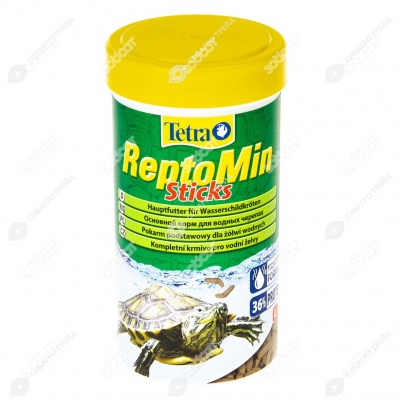 Tetra
ReptoMin
Sticks
Hauptfutter für Wasserschildkröten
Основной корм для водных черепах
Pokarm podstawowy dla żółwi wodnych
Kompletní krmivo pro vodní želvy
36%